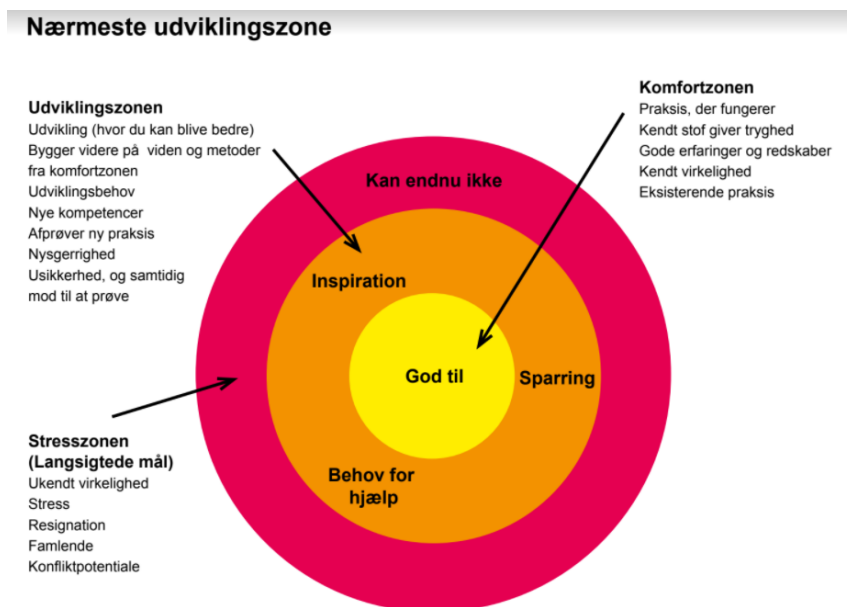 Nærmeste udviklingszone
Udviklingszonen
Udvikling (hvor du kan blive bedre)
Bygger videre på viden og metoder
fra komfortzonen
Udviklingsbehov
Nye kompetencer
Afprøver ny praksis
Nysgerrighed
Usikkerhed, og samtidig
mod til at prøve
Komfortzonen
Praksis, der fungerer
Kendt stof giver tryghed
Gode erfaringer og redskaber
Kendt virkelighed
Eksisterende praksis
Kan endnu ikke
Inspiration
God til
Sparring
Behov for
hjælp
Stresszonen
(Langsigtede mål)
Ukendt virkelighed
Stress
Resignation
Famlende
Konfliktpotentiale